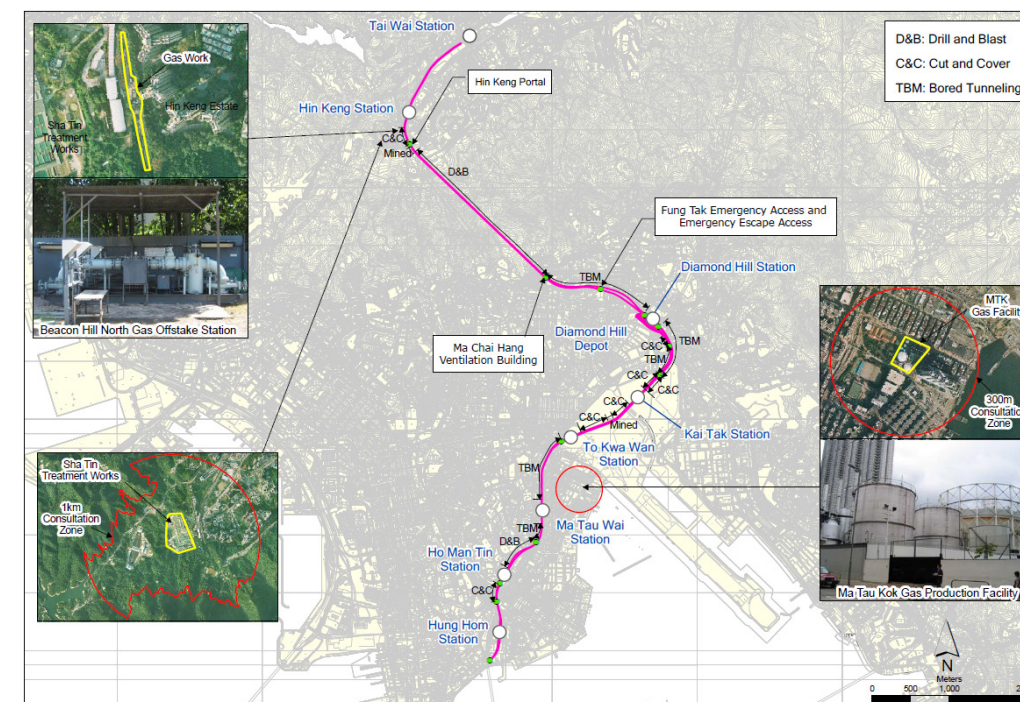 Tai Wai Station
D&B: Drill and Blast
C&C: Cut and Cover
TBM: Bored Tunneling
Gas Work
Hin Keng Estate
Sha Tin
Treatment
Works
Beacon Hill North Gas Offtake Station
Hin Keng Portal
Hin Keng Station
C&C
Mined
D&B
Fung Tak Emergency Access and
Emergency Escape Access
TBM
Diamond Hill Station
Diamond Hill
Depot
Ma Chai Hang
Ventilation Building
C&C
TBM
TBM
C&C
C&C
C&C
C&C
Mined
Kai Tak Station
To Kwa Wan
Station
TBM
Ma Tau Wai
Station
TBM
D&B
Ho Man Tin
Station
C&C
Hung Hom
Station
MTK
Gas Facility
300m
Consultation
Zone
Ma Tau Kok Gas Production Facility
Sha Tin
Treatment Works
1km
Consultation
Zone
N
Meters
0 500 1,000